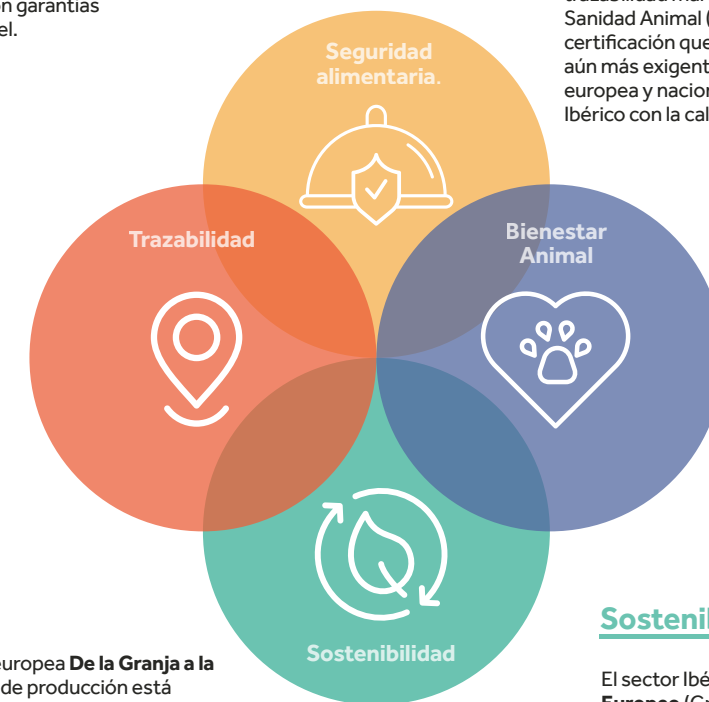 garantías
el.
Sanidad Animal (
certificación que
aún más exigent
europea y nacion
Ibérico con la cal
Seguridad
alimentaria.
Trazabilidad
Bienestar
Animal
Sostenibilidad
europea De la Granja a la
de producción está
Sosteni
El sector Ibé